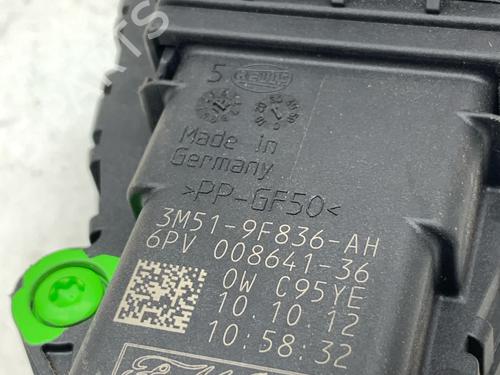 5
HELLA
Made in
Germany
>PP-GF50<
3M51-9F836-AH
6PV 008641-36
0W C95YE
10.10.12
10:58:32